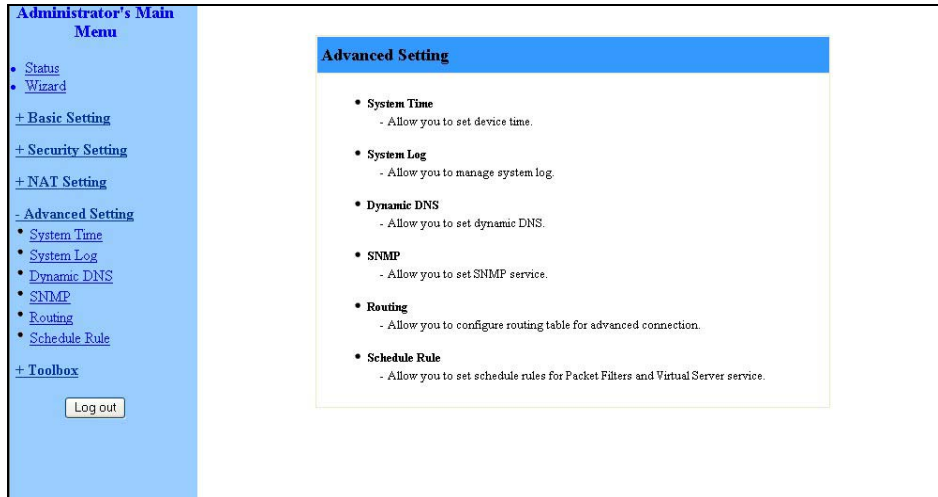 Administrator's Main
Menu
• Status
• Wizard
+ Basic Setting
+ Security Setting
+ NAT Setting
- Advanced Setting
• System Time
• System Log
• Dynamic DNS
• SNMP
• Routing
• Schedule Rule
+ Toolbox
Log out
Advanced Setting
• System Time
- Allow you to set device time.
• System Log
- Allow you to manage system log.
• Dynamic DNS
- Allow you to set dynamic DNS.
• SNMP
- Allow you to set SNMP service.
• Routing
- Allow you to configure routing table for advanced connection.
• Schedule Rule
- Allow you to set schedule rules for Packet Filters and Virtual Server service.